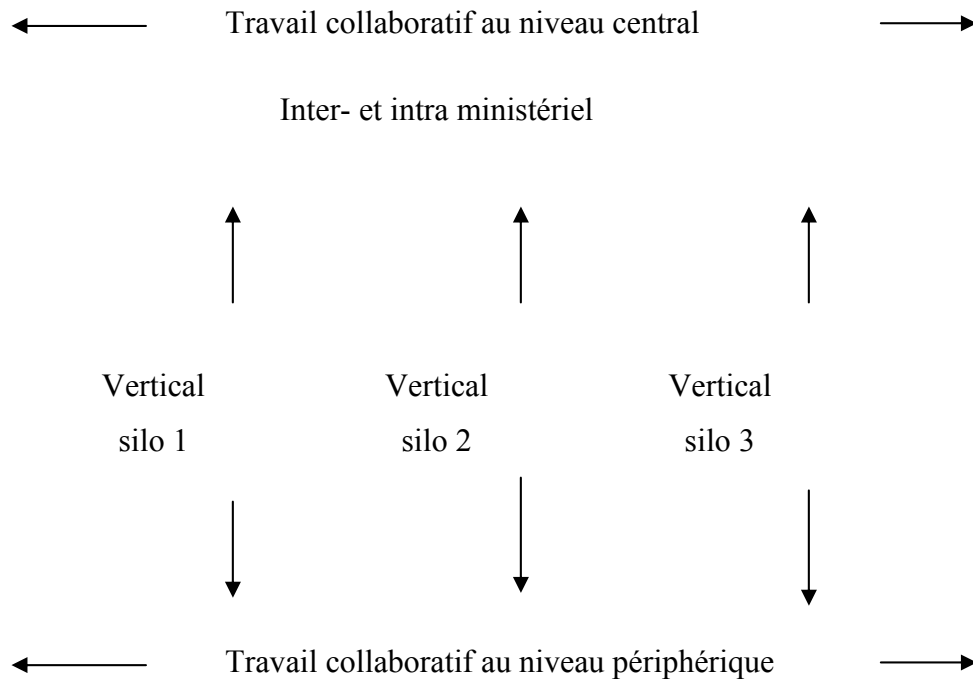 Travail collaboratif au niveau central
Inter- et intra ministériel
Vertical
silo 1
Vertical
silo 2
Vertical
silo 3
Travail collaboratif au niveau périphérique